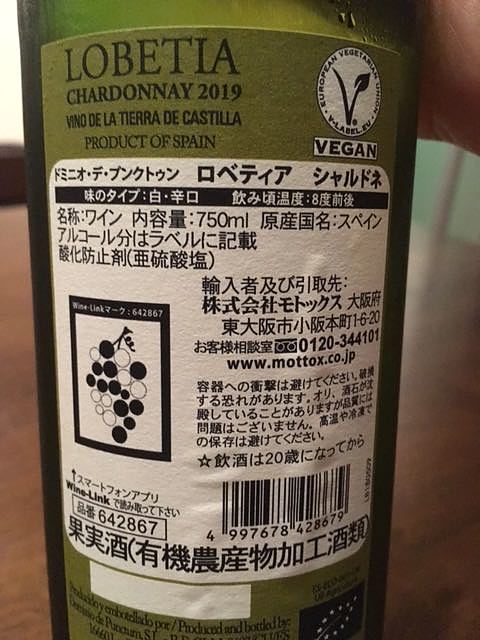 LOBETIA
CHARDONNAY 2019
VINO DE LA TIERRA DE CASTILLA
PRODUCT OF SPAIN
EUROPEAN VEGETARIAN UNION
V-LABEL.EU
VEGAN
ドミニオ・デ・プンクトゥン ロベティア シャルドネ
味のタイプ:白・辛口 飲み頃温度:8度前後
名称:ワイン 内容量:750ml 原産国名:スペイン
アルコール分はラベルに記載
酸化防止剤(亜硫酸塩)
輸入者及び引取先:
株式会社モトックス 大阪府
東大阪市小阪本町1-6-20
お客様相談室 0120-344101
www.mottox.co.jp
Wine-Linkマーク:642867
容器への衝撃は避けてください。破損
する恐れがあります。オリ、酒石が沈
殿していることがありますが品質には
問題はございません。高温や冷凍で
の保存は避けてください。
☆飲酒は20歳になってから
↑スマートフォンアプリ
Wine-Link で読み取って下さい
品番 642867
4 997678 428679
果実酒(有機農産物加工酒類)
Producido y embotellado por / Produced and bottled by:
Dominio de Punctum, S.L.